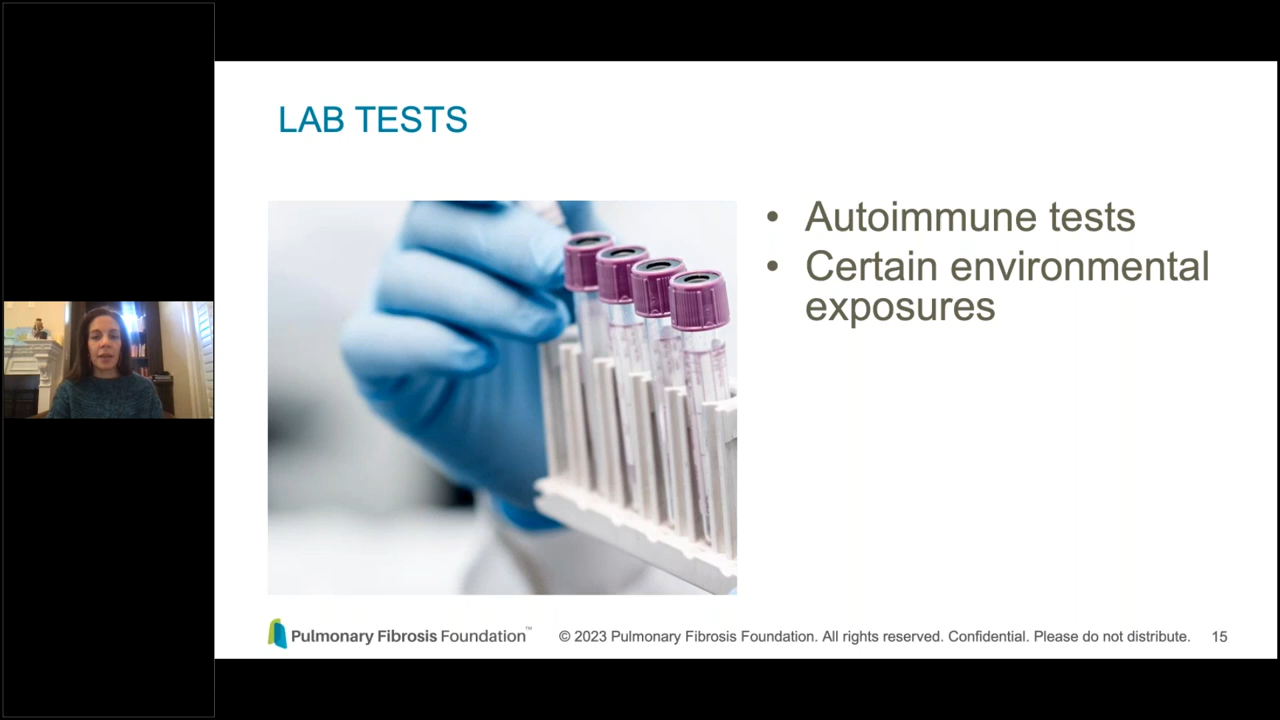 LAB TESTS
• Autoimmune tests
• Certain environmental
exposures
Pulmonary Fibrosis Foundation™
© 2023 Pulmonary Fibrosis Foundation. All rights reserved. Confidential. Please do not distribute. 15